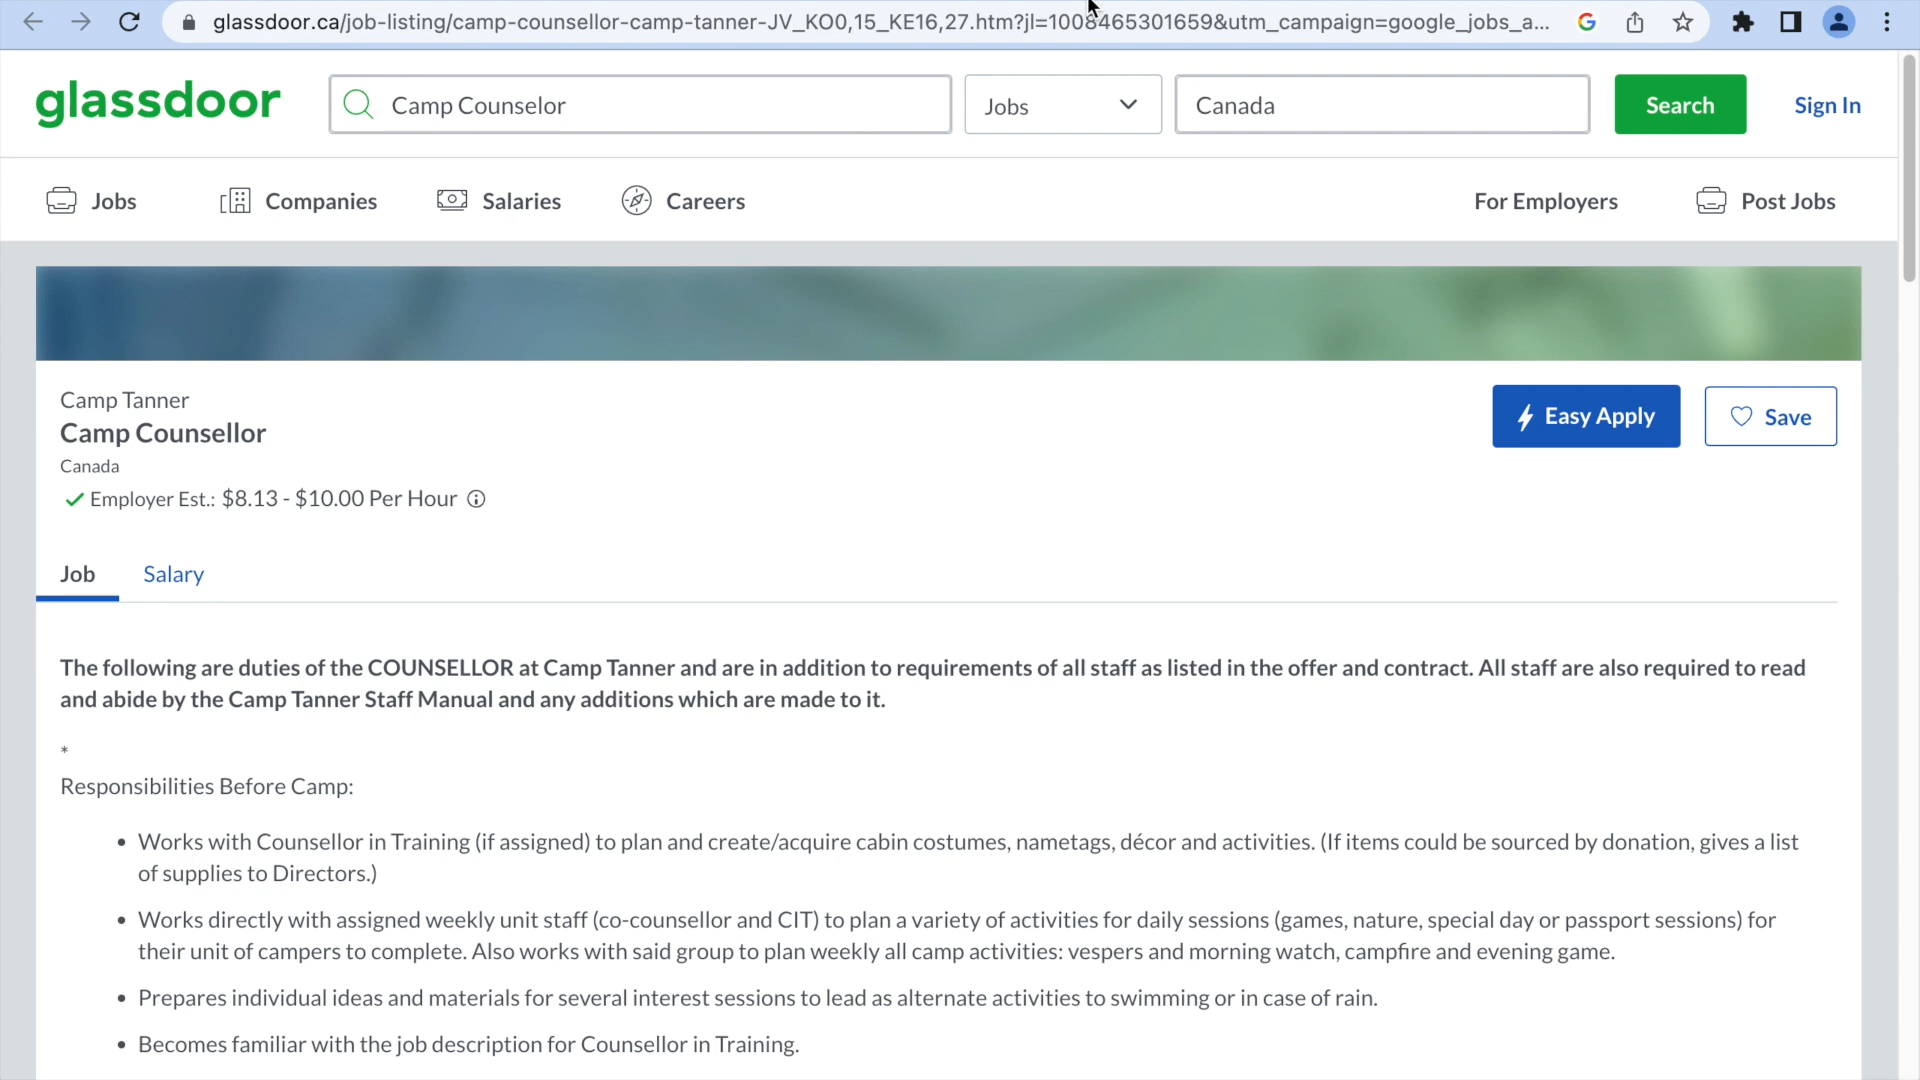 glassdoor.ca/job-listing/camp-counsellor-camp-tanner-JV_KO0,15_KE16,27.htm?jl=1008465301659&utm_campaign=google_jobs_a...
glassdoor
Camp Counselor
Jobs
Canada
Search
Sign In
Jobs
Companies
Salaries
Careers
For Employers
Post Jobs
Camp Tanner
Camp Counsellor
Canada
Employer Est.: $8.13 - $10.00 Per Hour
Easy Apply
Save
Job
Salary
The following are duties of the COUNSELLOR at Camp Tanner and are in addition to requirements of all staff as listed in the offer and contract. All staff are also required to read
and abide by the Camp Tanner Staff Manual and any additions which are made to it.
*
Responsibilities Before Camp:
• Works with Counsellor in Training (if assigned) to plan and create/acquire cabin costumes, nametags, décor and activities. (If items could be sourced by donation, gives a list
of supplies to Directors.)
• Works directly with assigned weekly unit staff (co-counsellor and CIT) to plan a variety of activities for daily sessions (games, nature, special day or passport sessions) for
their unit of campers to complete. Also works with said group to plan weekly all camp activities: vespers and morning watch, campfire and evening game.
• Prepares individual ideas and materials for several interest sessions to lead as alternate activities to swimming or in case of rain.
• Becomes familiar with the job description for Counsellor in Training.